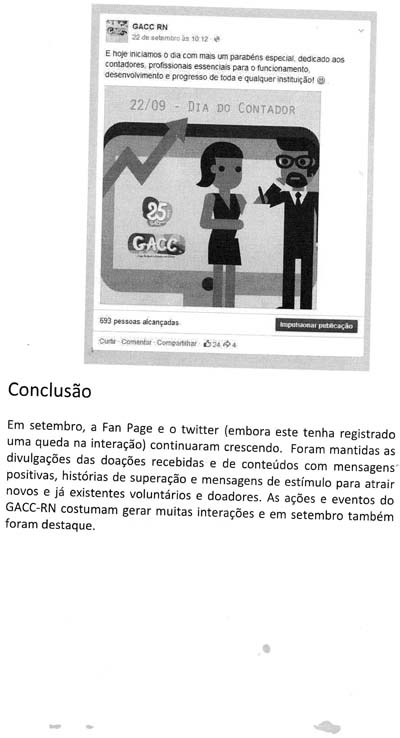 GACC RN
22 de setembro às 10:12
E hoje iniciamos o dia com mais um parabéns especial, dedicado aos
contadores, profissionais essenciais para o funcionamento,
desenvolvimento e progresso de toda e qualquer instituição!
22/09 - DIA DO CONTADOR
25
GACC
693 pessoas alcançadas
Impulsionar publicação
Curtir · Comentar · Compartilhar · 24 4
Conclusão
Em setembro, a Fan Page e o twitter (embora este tenha registrado
uma queda na interação) continuaram crescendo. Foram mantidas as
divulgações das doações recebidas e de conteúdos com mensagens
positivas, histórias de superação e mensagens de estímulo para atrair
novos e já existentes voluntários e doadores. As ações e eventos do
GACC-RN costumam gerar muitas interações e em setembro também
foram destaque.